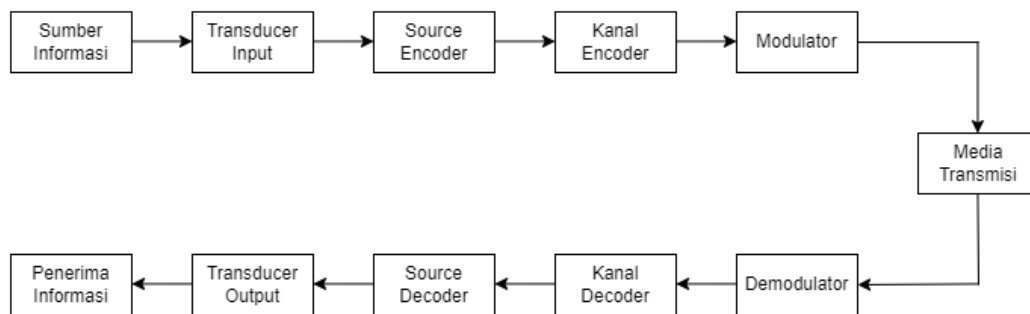 Sumber
Informasi
Transducer
Input
Source
Encoder
Kanal
Encoder
Modulator
Media
Transmisi
Penerima
Informasi
Transducer
Output
Source
Decoder
Kanal
Decoder
Demodulator